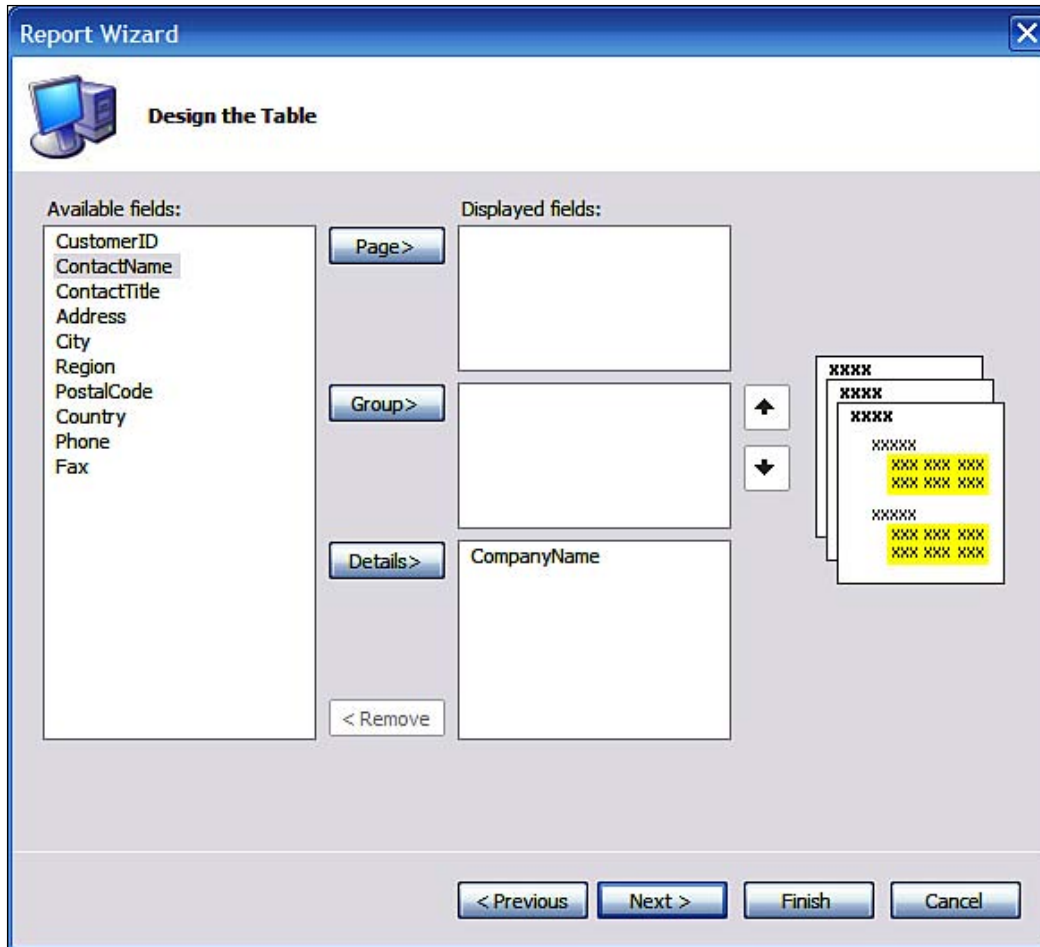 Report Wizard
Design the Table
Available fields:
CustomerID
ContactName
ContactTitle
Address
City
Region
PostalCode
Country
Phone
Fax
Page>
Group>
Details>
< Remove
Displayed fields:
CompanyName
xxxx
xxxx
xxxx
xxxxx
xxx xxx xxx
xxx xxx xxx
xxxxx
xxx xxx xxx
xxx xxx xxx
< Previous
Next >
Finish
Cancel